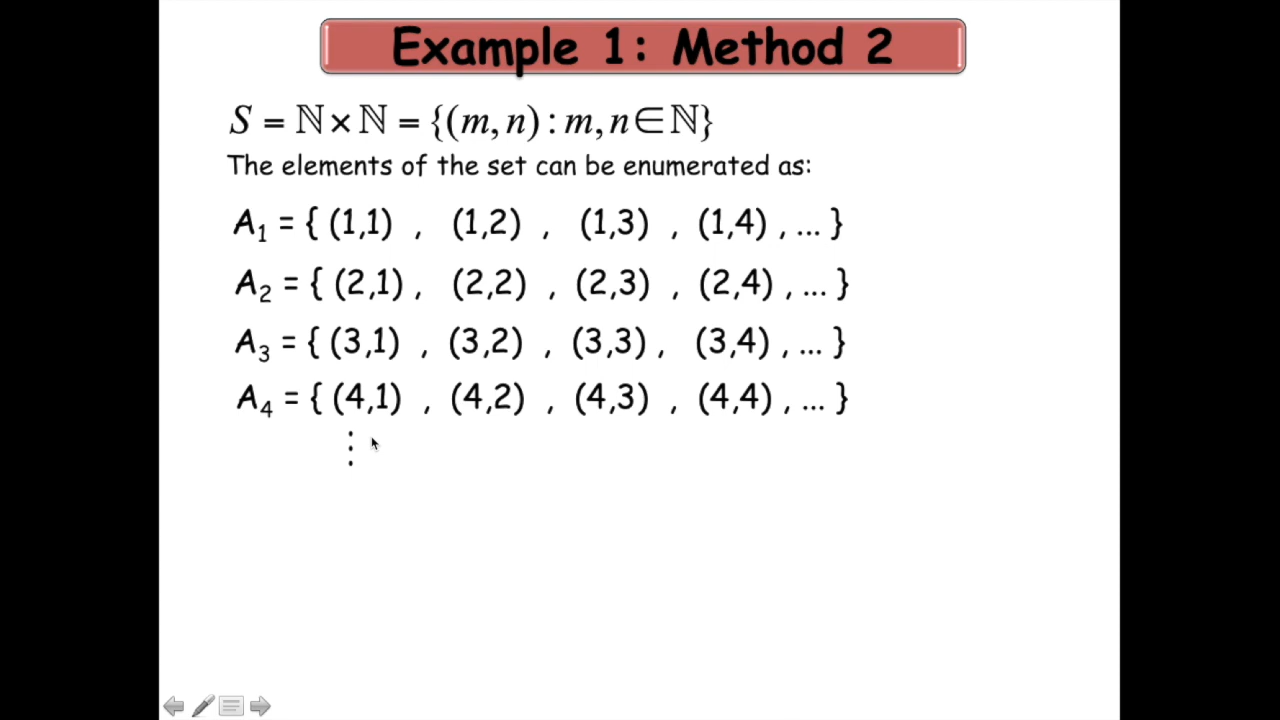 Example 1: Method 2
S = ℕ × ℕ = {(m, n) : m, n ∈ ℕ}
The elements of the set can be enumerated as:
A₁ = { (1,1) , (1,2) , (1,3) , (1,4) , ... }
A₂ = { (2,1) , (2,2) , (2,3) , (2,4) , ... }
A₃ = { (3,1) , (3,2) , (3,3) , (3,4) , ... }
A₄ = { (4,1) , (4,2) , (4,3) , (4,4) , ... }
⋮